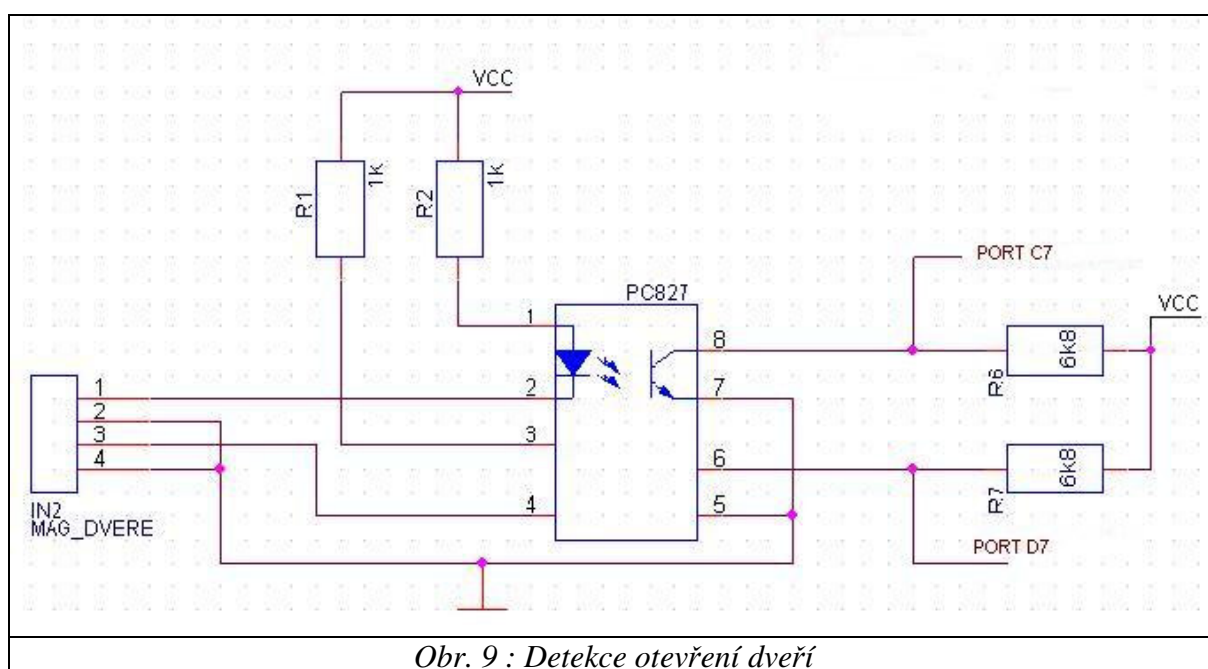 VCC
R1
1k
R2
1k
PC827
1
2
3
4
8
7
6
5
PORT C7
VCC
R6
6k8
R7
6k8
PORT D7
1
2
3
4
IN2
MAG_DVERE
Obr. 9 : Detekce otevření dveří